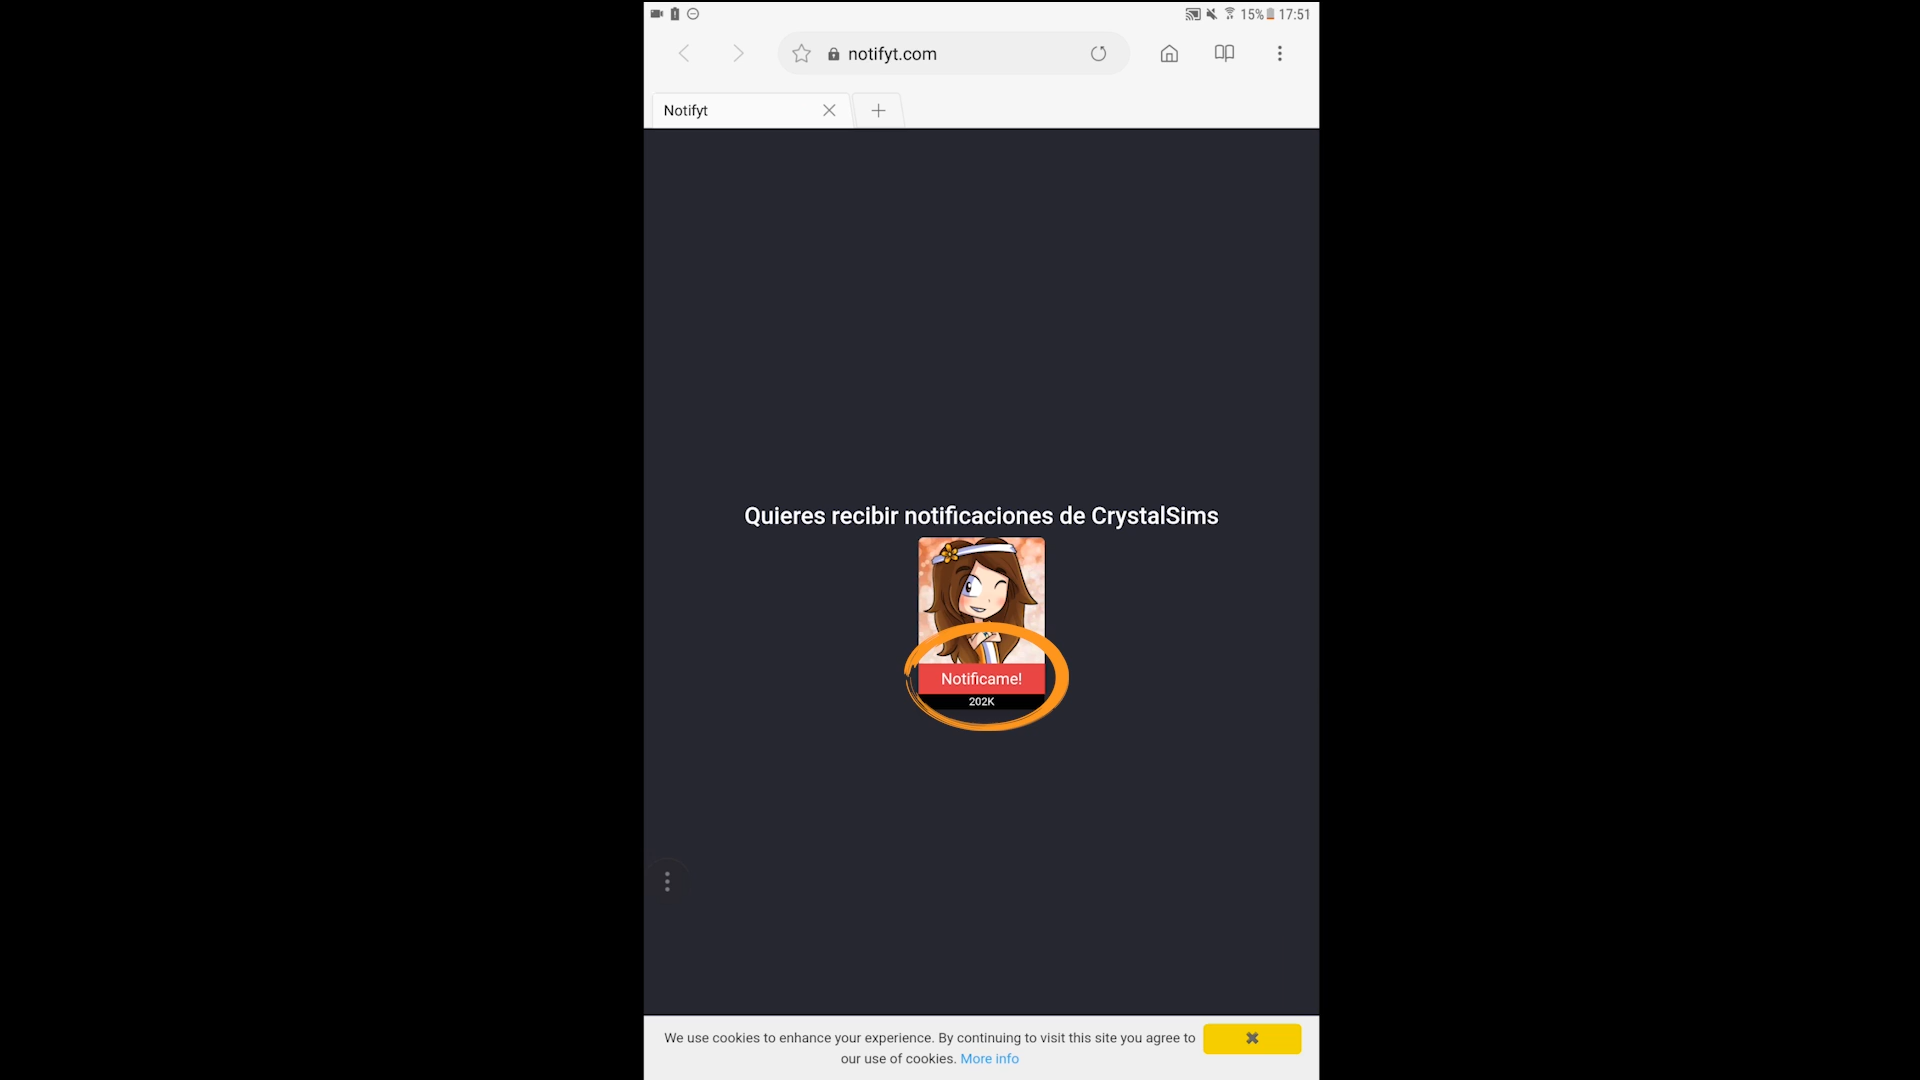 15% 17:51
notifyt.com
Notifyt
Quieres recibir notificaciones de CrystalSims
Notificame!
202K
We use cookies to enhance your experience. By continuing to visit this site you agree to
our use of cookies. More info